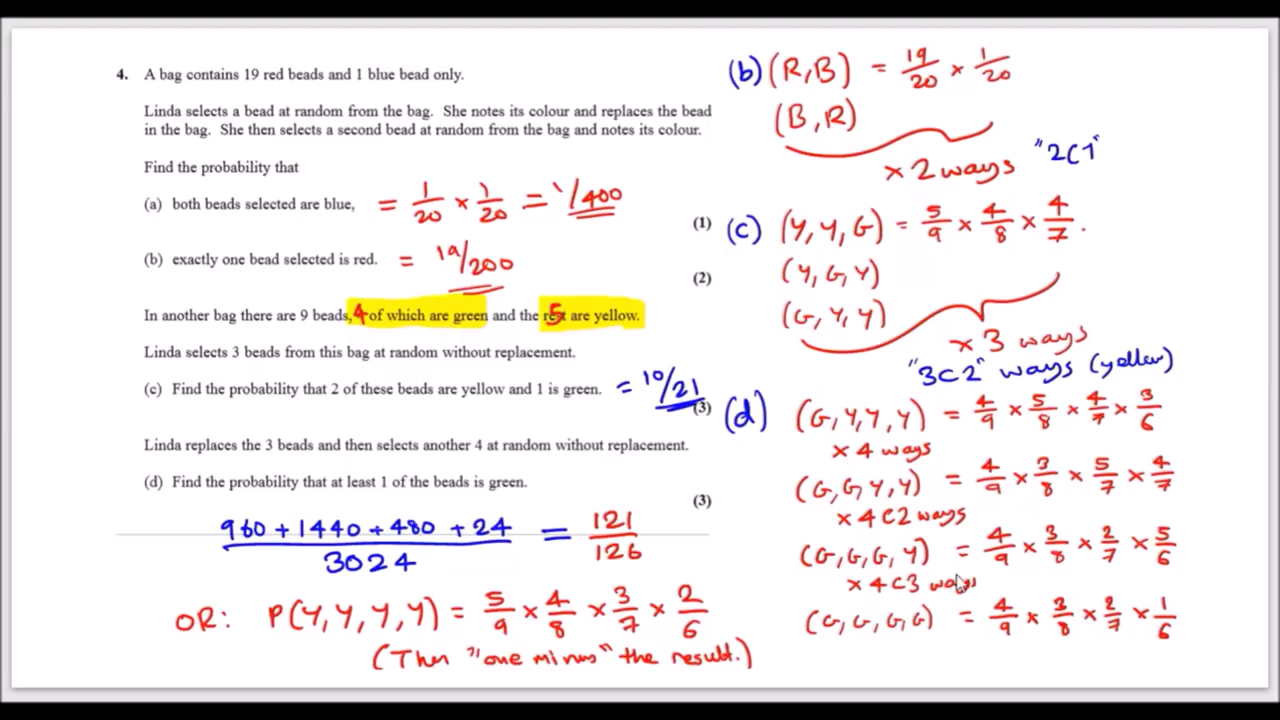 4. A bag contains 19 red beads and 1 blue bead only.
Linda selects a bead at random from the bag. She notes its colour and replaces the bead
in the bag. She then selects a second bead at random from the bag and notes its colour.
Find the probability that
(a) both beads selected are blue, = 1/20 × 1/20 = 1/400
(1)
(b) exactly one bead selected is red. = 19/200
(2)
In another bag there are 9 beads, 4 of which are green and the 5 are yellow.
Linda selects 3 beads from this bag at random without replacement.
(c) Find the probability that 2 of these beads are yellow and 1 is green. = 10/21
(3)
Linda replaces the 3 beads and then selects another 4 at random without replacement.
(d) Find the probability that at least 1 of the beads is green.
(3)
960 + 1440 + 480 + 24 / 3024 = 121/126
OR: P(Y, Y, Y, Y) = 5/9 × 4/8 × 3/7 × 2/6
(Then "one minus" the result.)
(b) (R, B) = 19/20 × 1/20
(B, R)
× 2 ways "2C1"
(c) (Y, Y, G) = 5/9 × 4/8 × 4/7.
(Y, G, Y)
(G, Y, Y)
× 3 ways
"3C2" ways (yellow)
(d) (G, Y, Y, Y) = 4/9 × 5/8 × 4/7 × 3/6
× 4 ways
(G, G, Y, Y) = 4/9 × 3/8 × 5/7 × 4/7
× 4C2 ways
(G, G, G, Y) = 4/9 × 3/8 × 2/7 × 5/6
× 4C3 ways
(G, G, G, G) = 4/9 × 3/8 × 2/7 × 1/6